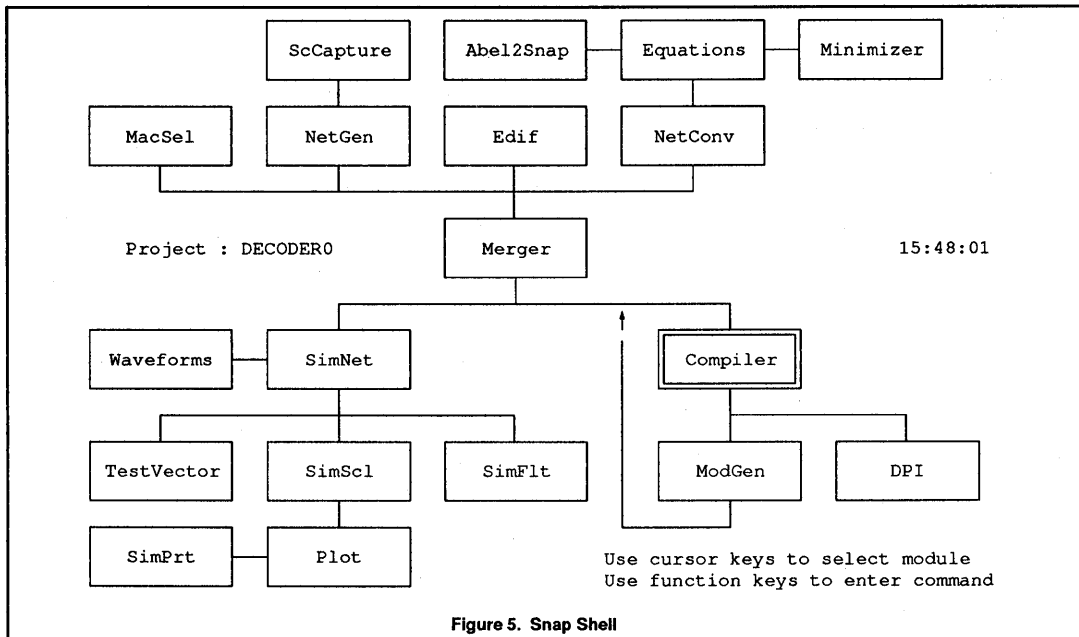 ScCapture
Abel2Snap
Equations
Minimizer
MacSel
NetGen
Edif
NetConv
Project : DECODER0
Merger
15:48:01
Waveforms
SimNet
Compiler
TestVector
SimScl
SimFlt
ModGen
DPI
SimPrt
Plot
Use cursor keys to select module
Use function keys to enter command
Figure 5. Snap Shell